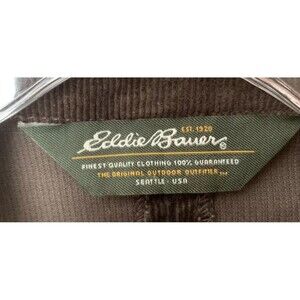 EST. 1920
Eddie Bauer®
FINEST QUALITY CLOTHING 100% GUARANTEED
THE ORIGINAL OUTDOOR OUTFITTER
SEATTLE · USA